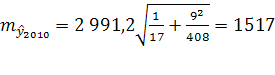 m_{ŷ_{2010}} = 2 991,2√(1/17 + 9²/408) = 1517